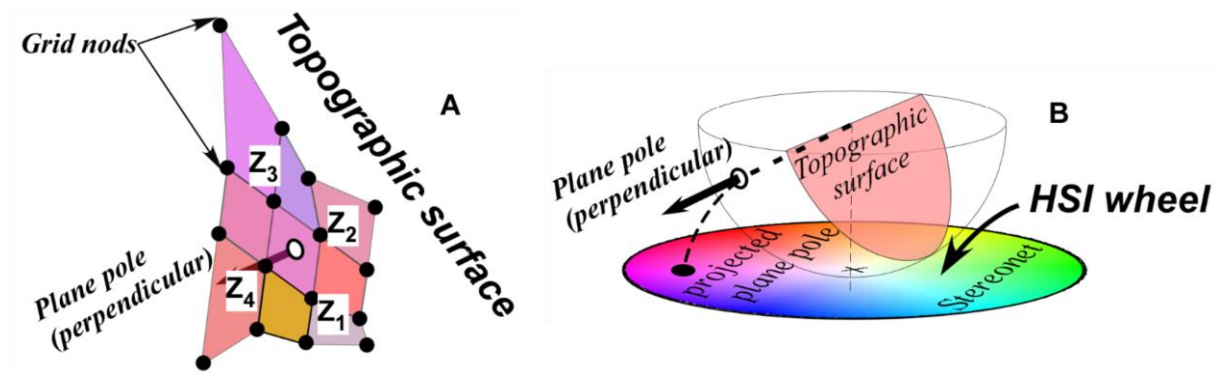 Grid nods
Topographic surface
A
Z3
Z2
Plane pole
(perpendicular)
Z4
Z1
B
Plane pole
(perpendicular)
Topographic
surface
HSI wheel
projected
plane pole
Stereonet